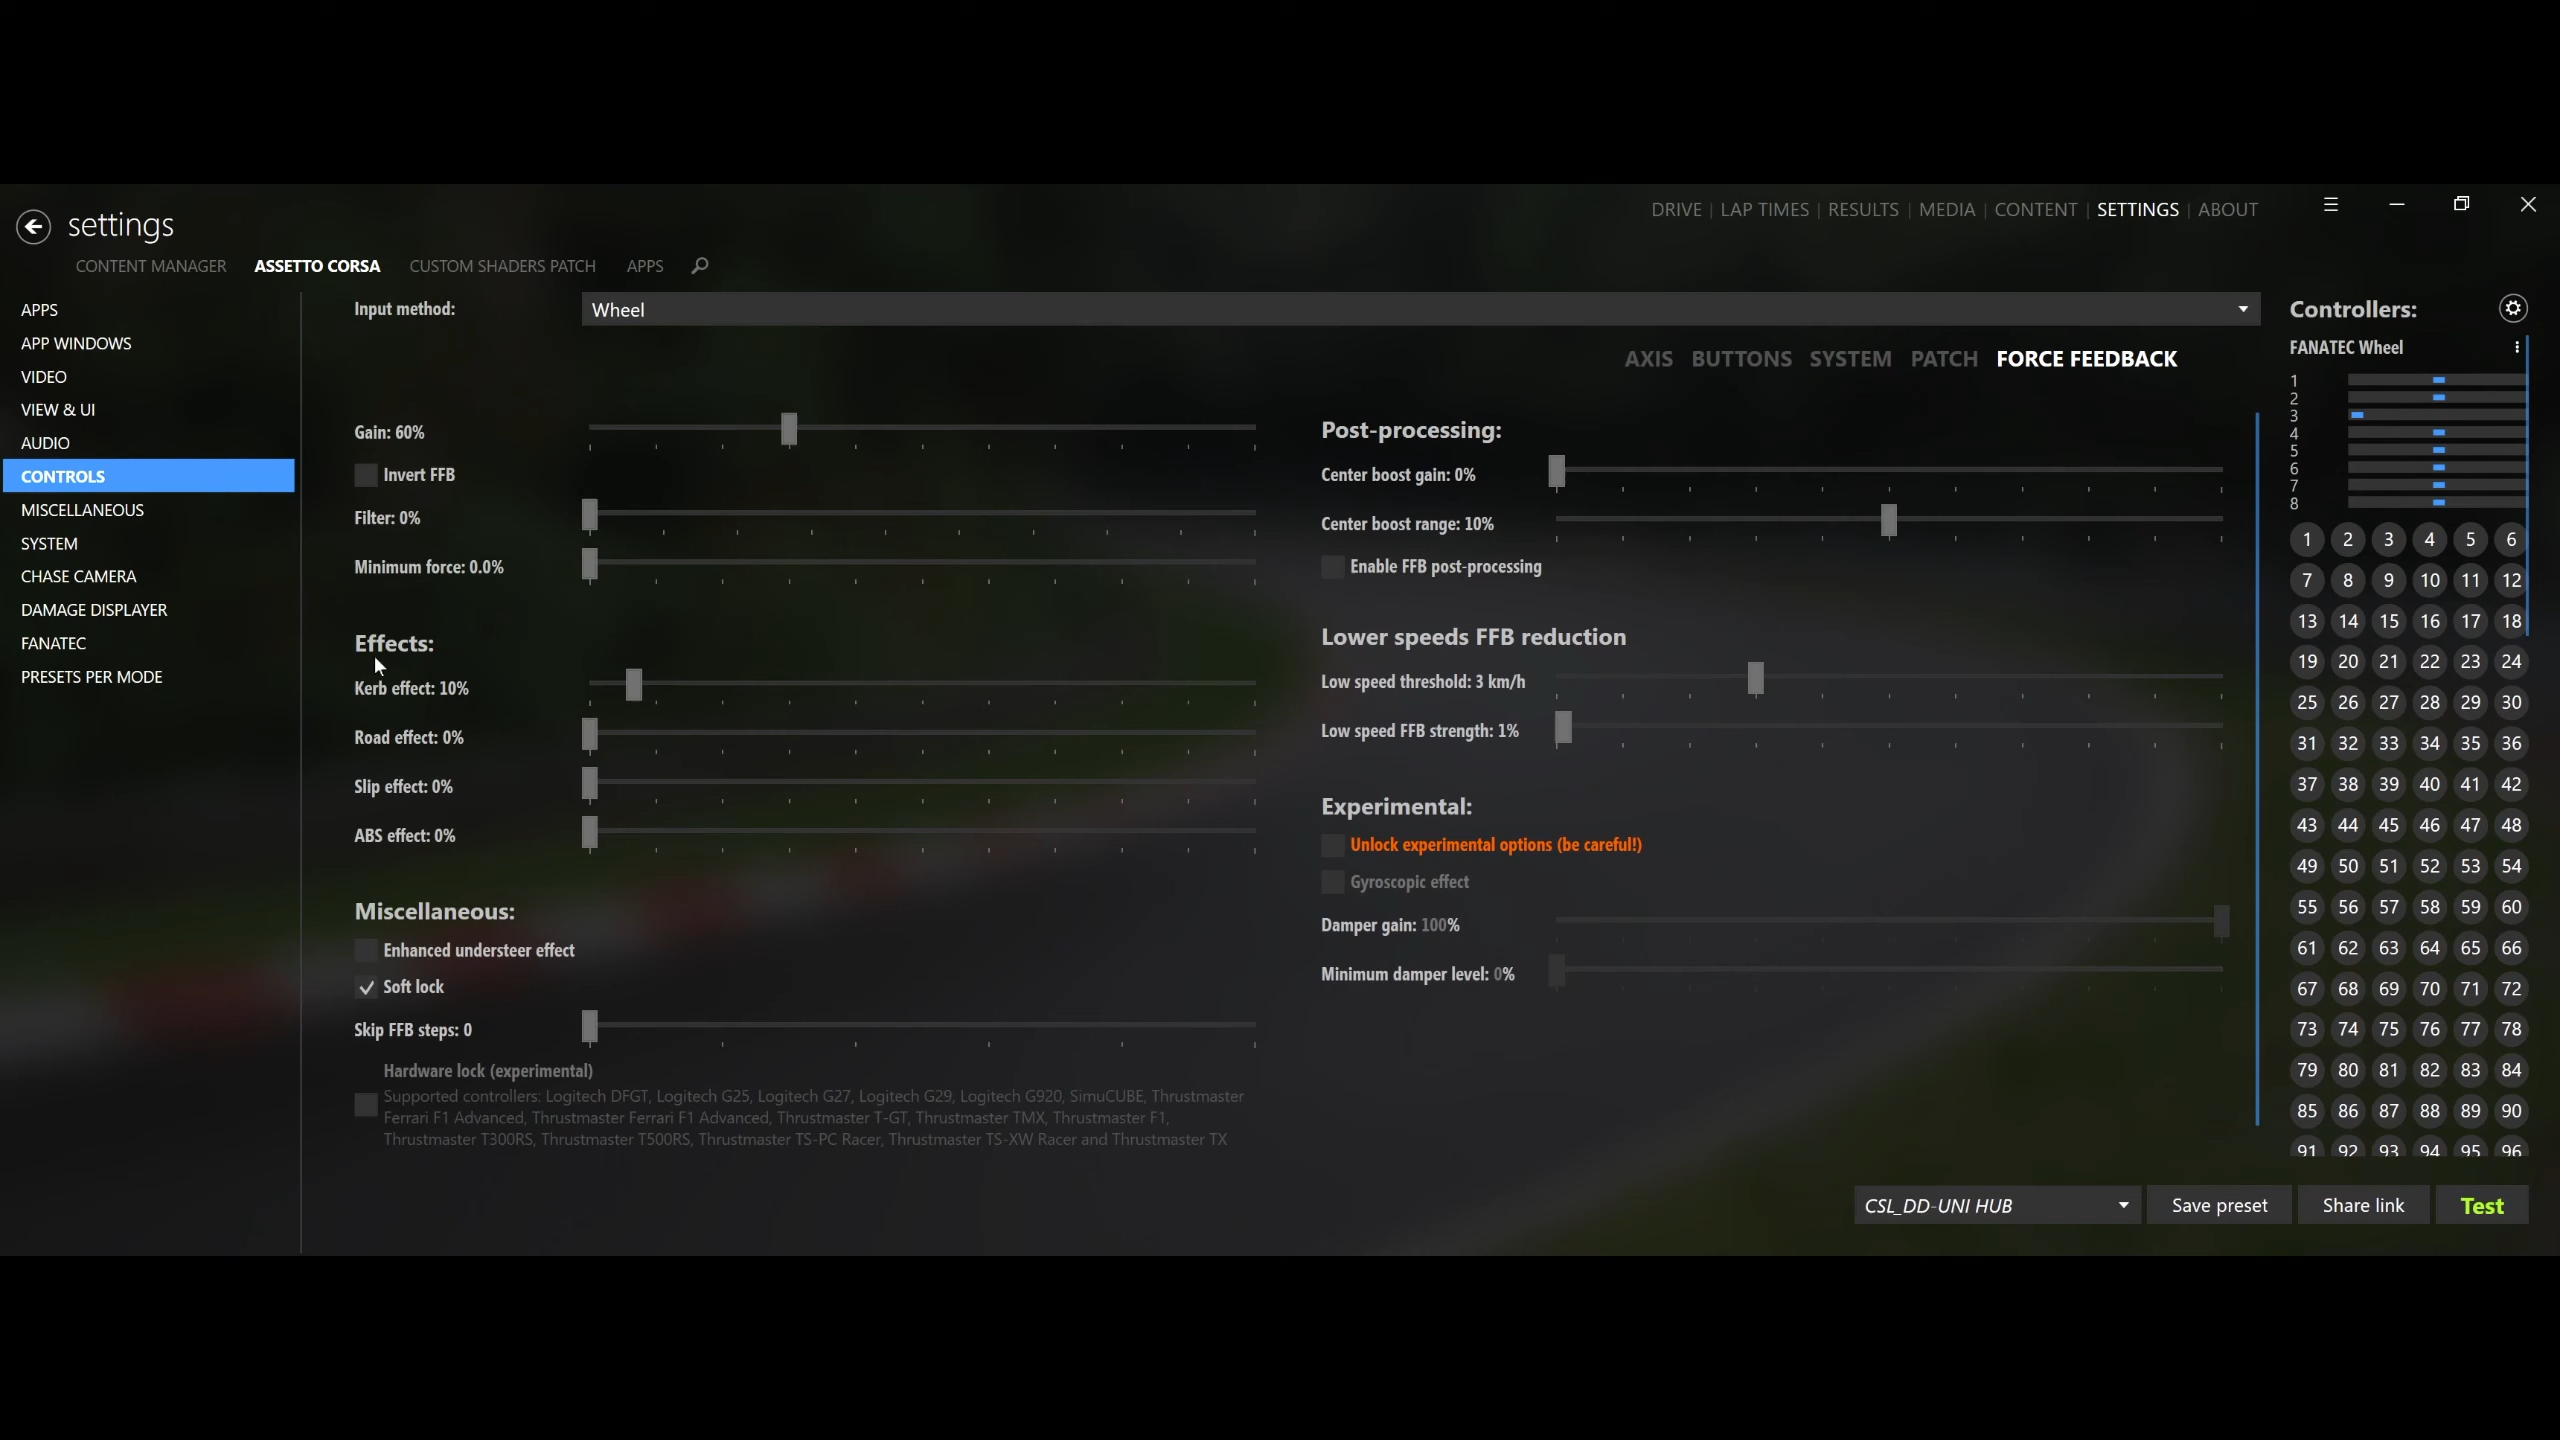 settings
DRIVE | LAP TIMES | RESULTS | MEDIA | CONTENT | SETTINGS | ABOUT
CONTENT MANAGER ASSETTO CORSA CUSTOM SHADERS PATCH APPS
APPS
APP WINDOWS
VIDEO
VIEW & UI
AUDIO
CONTROLS
MISCELLANEOUS
SYSTEM
CHASE CAMERA
DAMAGE DISPLAYER
FANATEC
PRESETS PER MODE
Input method: Wheel
AXIS BUTTONS SYSTEM PATCH FORCE FEEDBACK
Gain: 60%
Invert FFB
Filter: 0%
Minimum force: 0.0%
Effects:
Kerb effect: 10%
Road effect: 0%
Slip effect: 0%
ABS effect: 0%
Miscellaneous:
Enhanced understeer effect
Soft lock
Skip FFB steps: 0
Hardware lock (experimental)
Supported controllers: Logitech DFGT, Logitech G25, Logitech G27, Logitech G29, Logitech G920, SimuCUBE, Thrustmaster
Ferrari F1 Advanced, Thrustmaster Ferrari F1 Advanced, Thrustmaster T-GT, Thrustmaster TMX, Thrustmaster F1,
Thrustmaster T300RS, Thrustmaster T500RS, Thrustmaster TS-PC Racer, Thrustmaster TS-XW Racer and Thrustmaster TX
Post-processing:
Center boost gain: 0%
Center boost range: 10%
Enable FFB post-processing
Lower speeds FFB reduction
Low speed threshold: 3 km/h
Low speed FFB strength: 1%
Experimental:
Unlock experimental options (be careful!)
Gyroscopic effect
Damper gain: 100%
Minimum damper level: 0%
Controllers:
FANATEC Wheel
1
2
3
4
5
6
7
8
1 2 3 4 5 6
7 8 9 10 11 12
13 14 15 16 17 18
19 20 21 22 23 24
25 26 27 28 29 30
31 32 33 34 35 36
37 38 39 40 41 42
43 44 45 46 47 48
49 50 51 52 53 54
55 56 57 58 59 60
61 62 63 64 65 66
67 68 69 70 71 72
73 74 75 76 77 78
79 80 81 82 83 84
85 86 87 88 89 90
91 92 93 94 95 96
CSL_DD-UNI HUB Save preset Share link Test